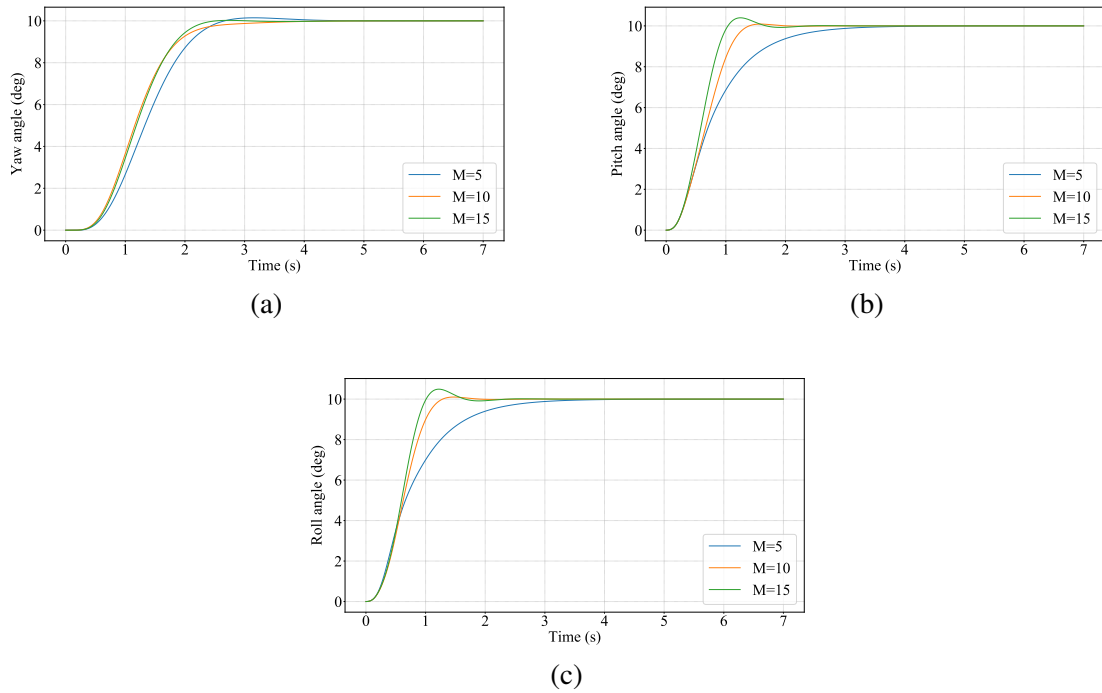 10
8
6
4
2
0
Yaw angle (deg)
M=5
M=10
M=15
0 1 2 3 4 5 6 7
Time (s)
(a)
10
8
6
4
2
0
Pitch angle (deg)
M=5
M=10
M=15
0 1 2 3 4 5 6 7
Time (s)
(b)
10
8
6
4
2
0
Roll angle (deg)
M=5
M=10
M=15
0 1 2 3 4 5 6 7
Time (s)
(c)